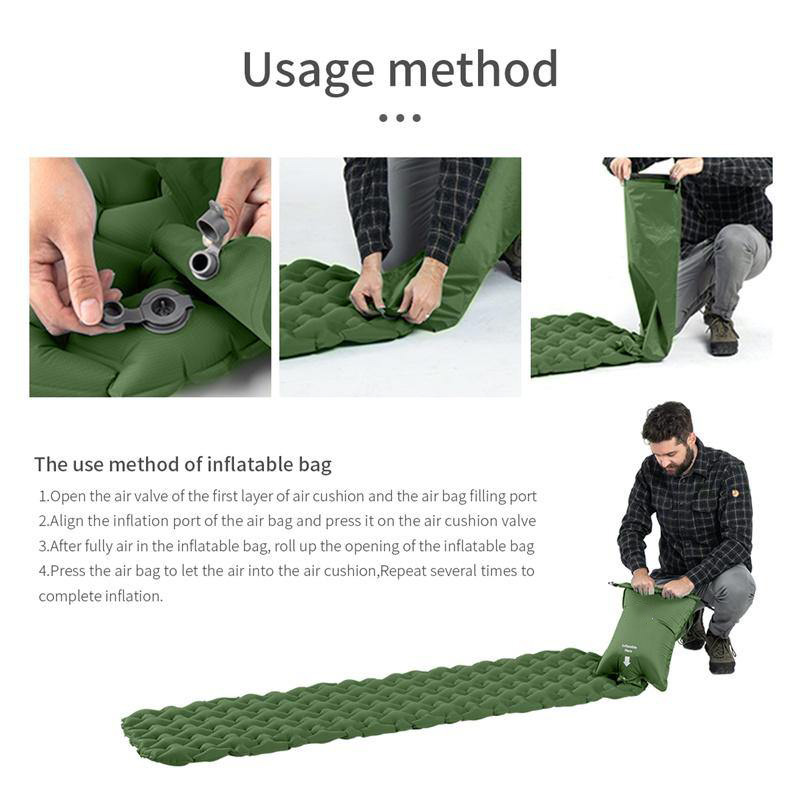 Usage method
The use method of inflatable bag
1.Open the air valve of the first layer of air cushion and the air bag filling port
2.Align the inflation port of the air bag and press it on the air cushion valve
3.After fully air in the inflatable bag, roll up the opening of the inflatable bag
4.Press the air bag to let the air into the air cushion,Repeat several times to
complete inflation.